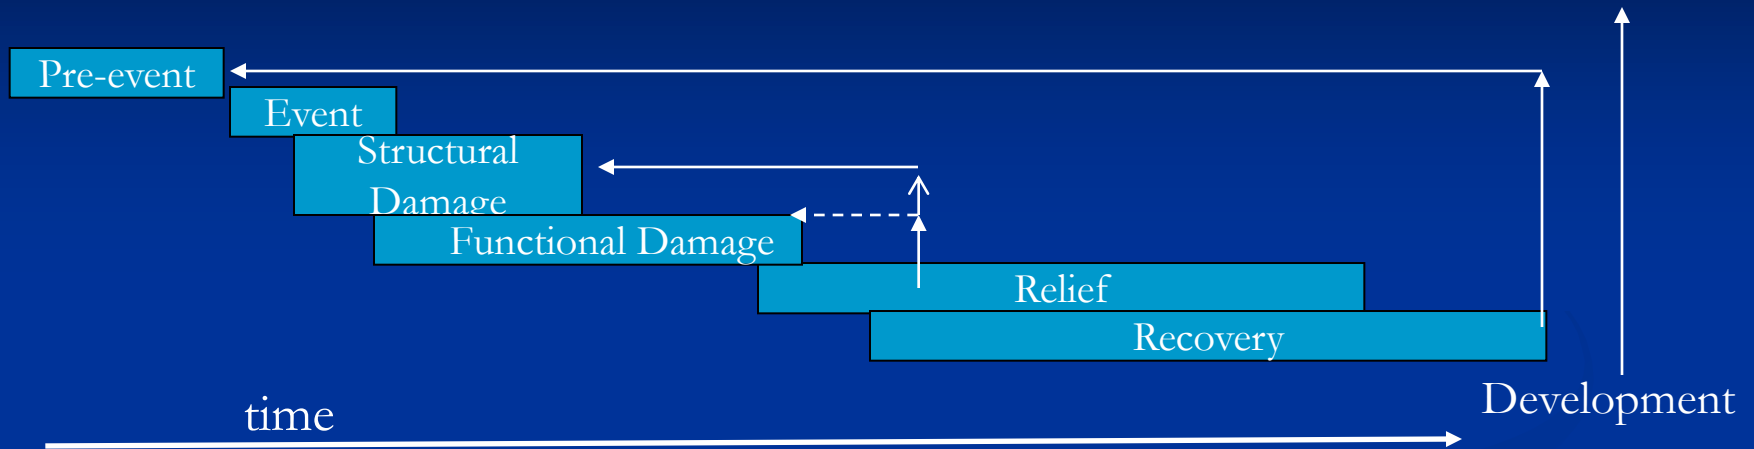 Pre-event
Event
Structural
Damage
Functional Damage
Relief
Recovery
Development
time